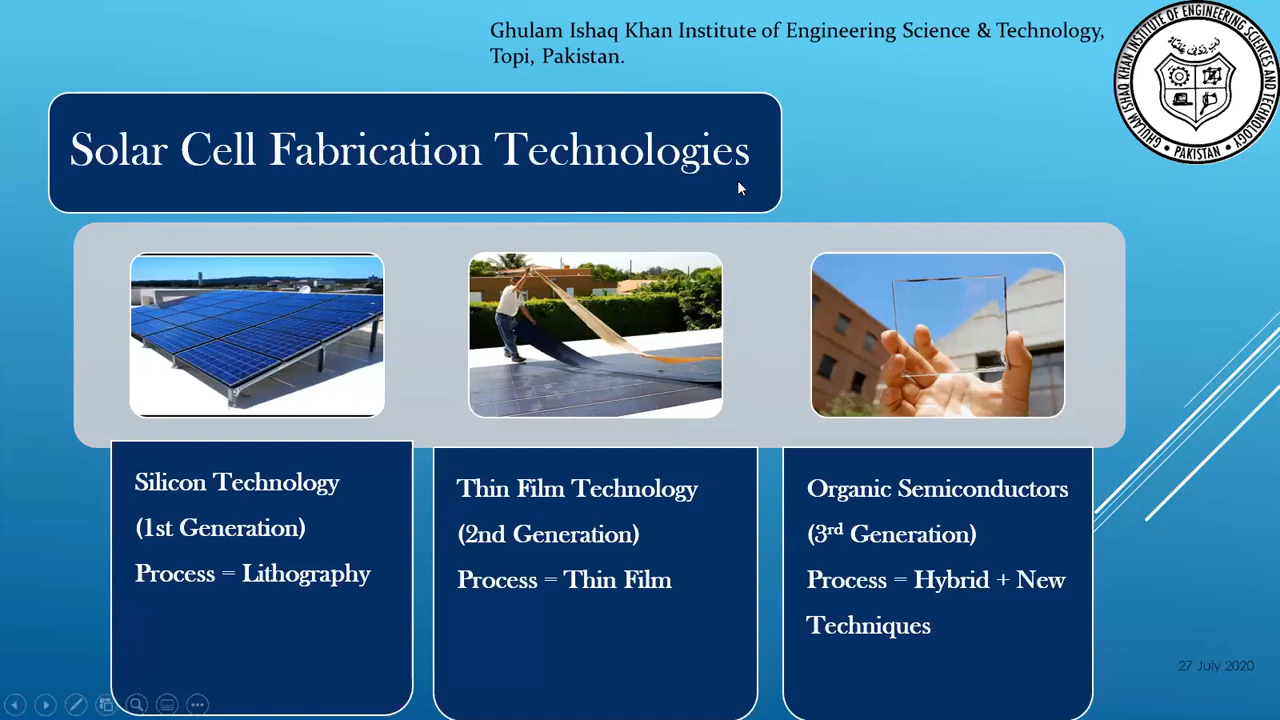 Ghulam Ishaq Khan Institute of Engineering Science & Technology,
Topi, Pakistan.
GHULAM ISHAQ KHAN INSTITUTE OF ENGINEERING SCIENCES AND TECHNOLOGY
• PAKISTAN •
Solar Cell Fabrication Technologies
Silicon Technology
(1st Generation)
Process = Lithography
Thin Film Technology
(2nd Generation)
Process = Thin Film
Organic Semiconductors
(3rd Generation)
Process = Hybrid + New
Techniques
27 July 2020